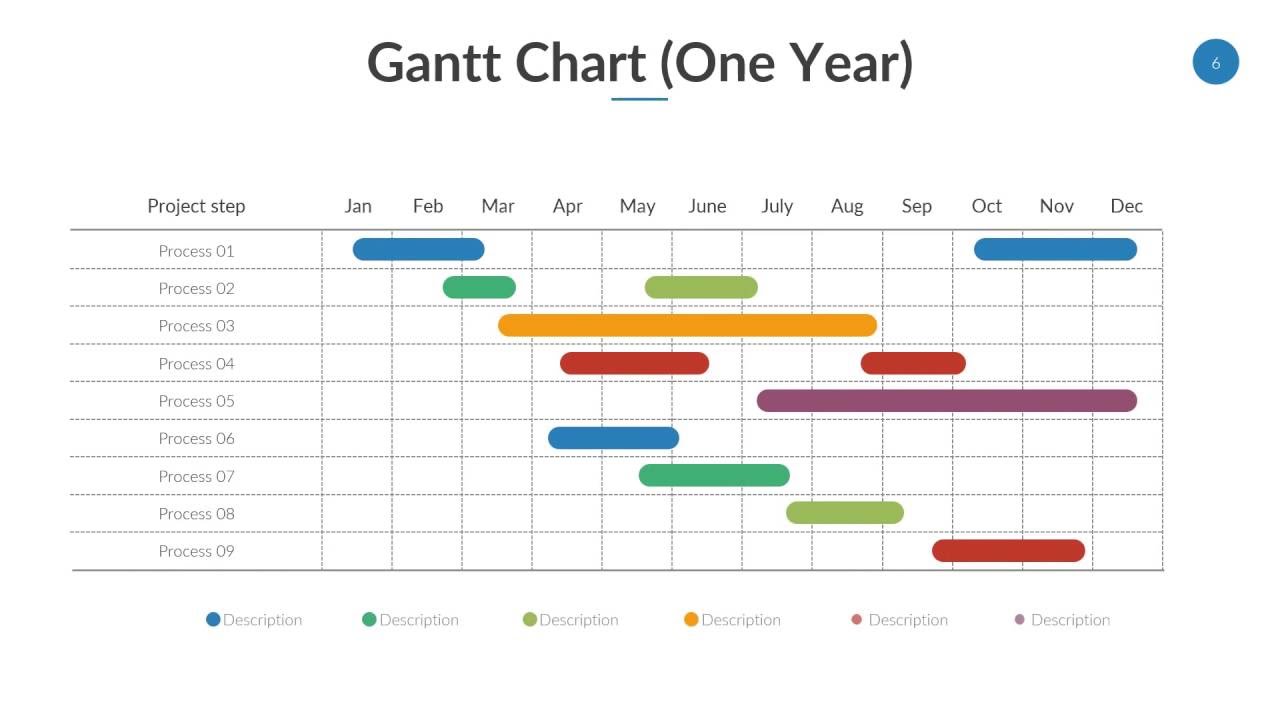 Gantt Chart (One Year)
6
Project step Jan Feb Mar Apr May June July Aug Sep Oct Nov Dec
Process 01
Process 02
Process 03
Process 04
Process 05
Process 06
Process 07
Process 08
Process 09
Description Description Description Description Description Description